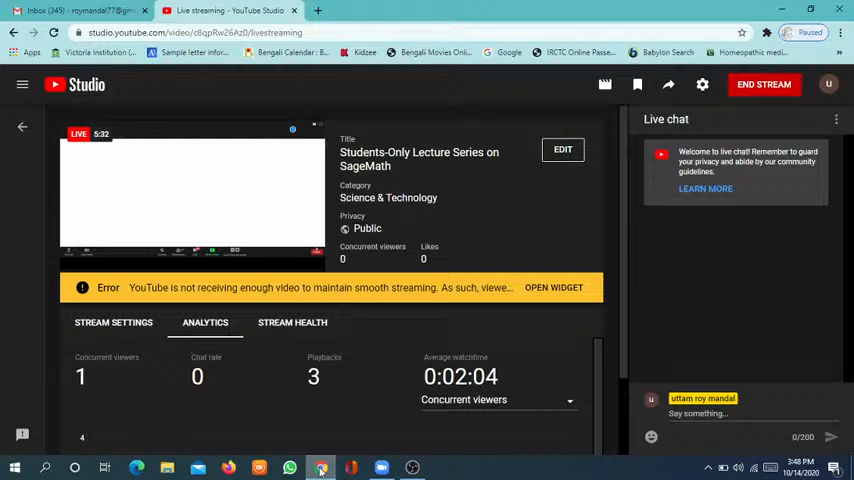 Inbox (345) - roymandal77@gm
Live streaming - YouTube Studio
studio.youtube.com/video/c8qpRw26Az0/livestreaming
Paused
Apps
Victoria Institution (
Sample letter infor...
Bengali Calendar : B...
Kidzee
Bengali Movies Onli...
Google
IRCTC Online Passe...
Babylon Search
Homeopathic medi...
Studio
END STREAM
u
Live chat
LIVE 5:32
Title
Students-Only Lecture Series on
SageMath
EDIT
Category
Science & Technology
Privacy
Public
Concurrent viewers Likes
0 0
Welcome to live chat! Remember to guard
your privacy and abide by our community
guidelines.
LEARN MORE
Error YouTube is not receiving enough video to maintain smooth streaming. As such, viewe... OPEN WIDGET
STREAM SETTINGS ANALYTICS STREAM HEALTH
Concurrent viewers Chat rate Playbacks Average watchtime
1 0 3 0:02:04
Concurrent viewers
4
u uttam roy mandal
Say something...
0/200
3:48 PM
10/14/2020